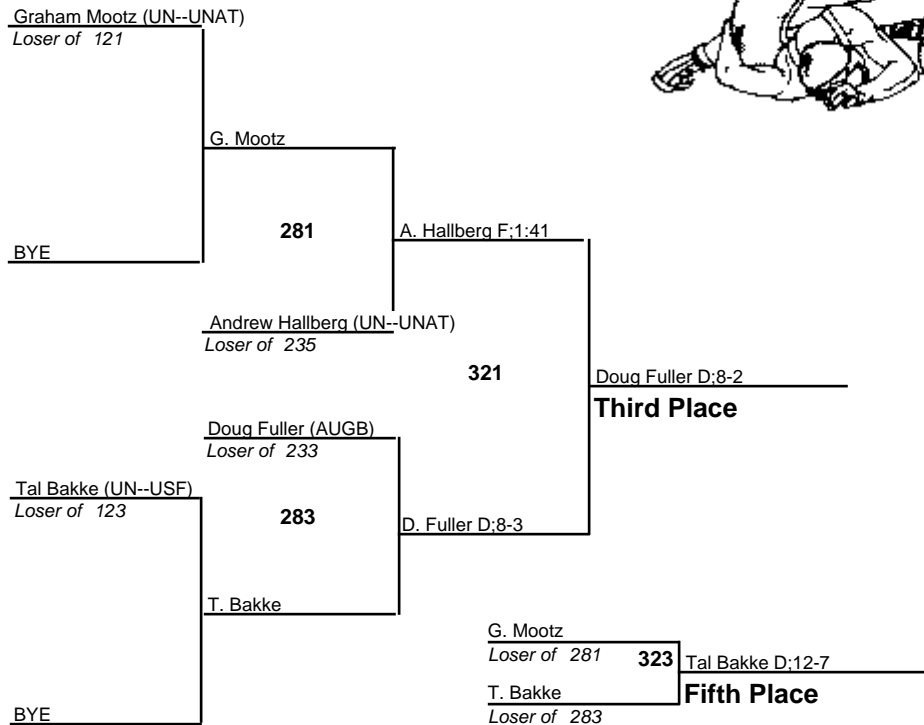 Graham Mootz (UN--UNAT)
Loser of 121
G. Mootz
281
A. Hallberg F;1:41
BYE
Andrew Hallberg (UN--UNAT)
Loser of 235
321
Doug Fuller D;8-2
Third Place
Doug Fuller (AUGB)
Loser of 233
Tal Bakke (UN--USF)
Loser of 123
283
D. Fuller D;8-3
T. Bakke
G. Mootz
Loser of 281
323
Tal Bakke D;12-7
Fifth Place
T. Bakke
Loser of 283
BYE